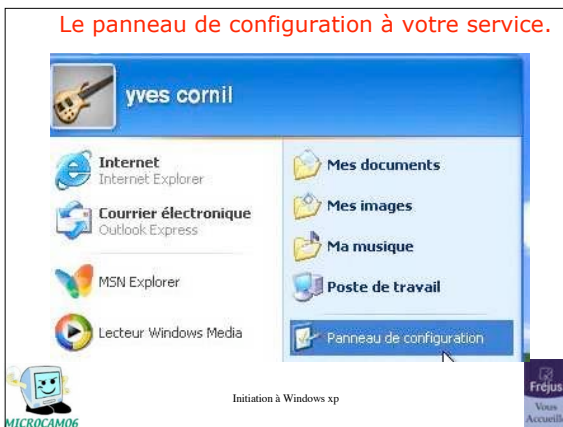 Le panneau de configuration à votre service.
yves cornil
Internet
Internet Explorer
Courrier électronique
Outlook Express
MSN Explorer
Lecteur Windows Media
Mes documents
Mes images
Ma musique
Poste de travail
Panneau de configuration
MICROCAM06
Initiation à Windows xp
Fréjus
Vous
Accueille